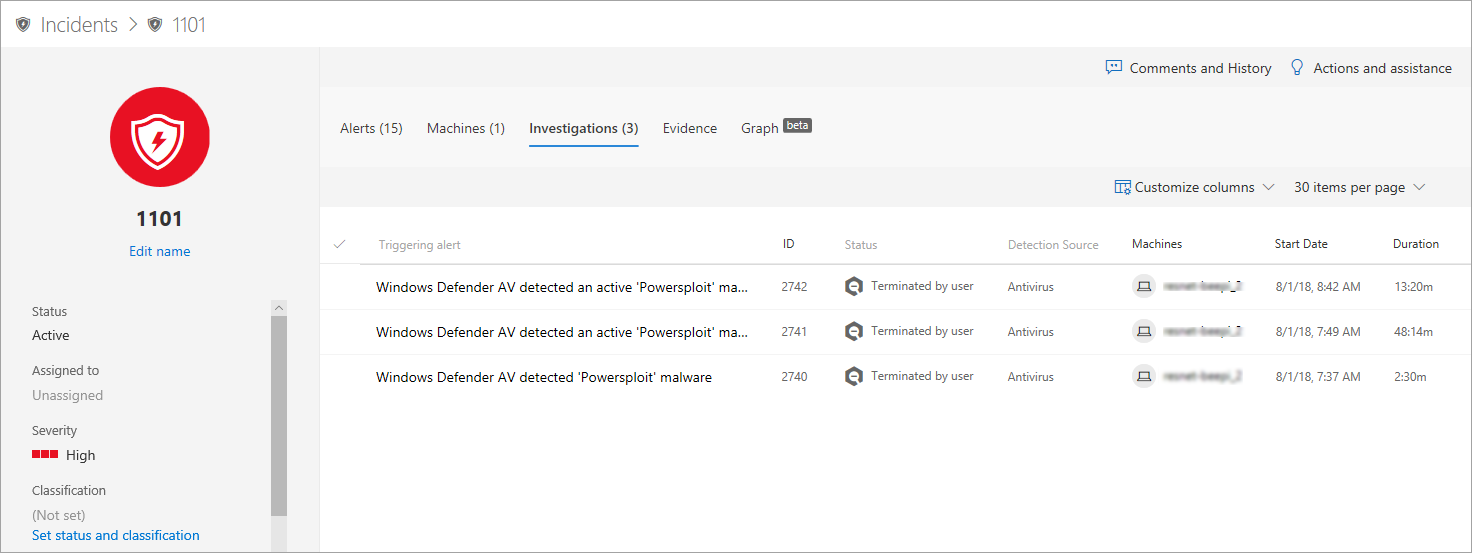 Incidents > 1101
Comments and History Actions and assistance
1101
Edit name
Status
Active
Assigned to
Unassigned
Severity
High
Classification
(Not set)
Set status and classification
Alerts (15) Machines (1) Investigations (3) Evidence Graph beta
Customize columns 30 items per page
Triggering alert ID Status Detection Source Machines Start Date Duration
Windows Defender AV detected an active 'Powersploit' ma... 2742 Terminated by user Antivirus 8/1/18, 8:42 AM 13:20m
Windows Defender AV detected an active 'Powersploit' ma... 2741 Terminated by user Antivirus 8/1/18, 7:49 AM 48:14m
Windows Defender AV detected 'Powersploit' malware 2740 Terminated by user Antivirus 8/1/18, 7:37 AM 2:30m